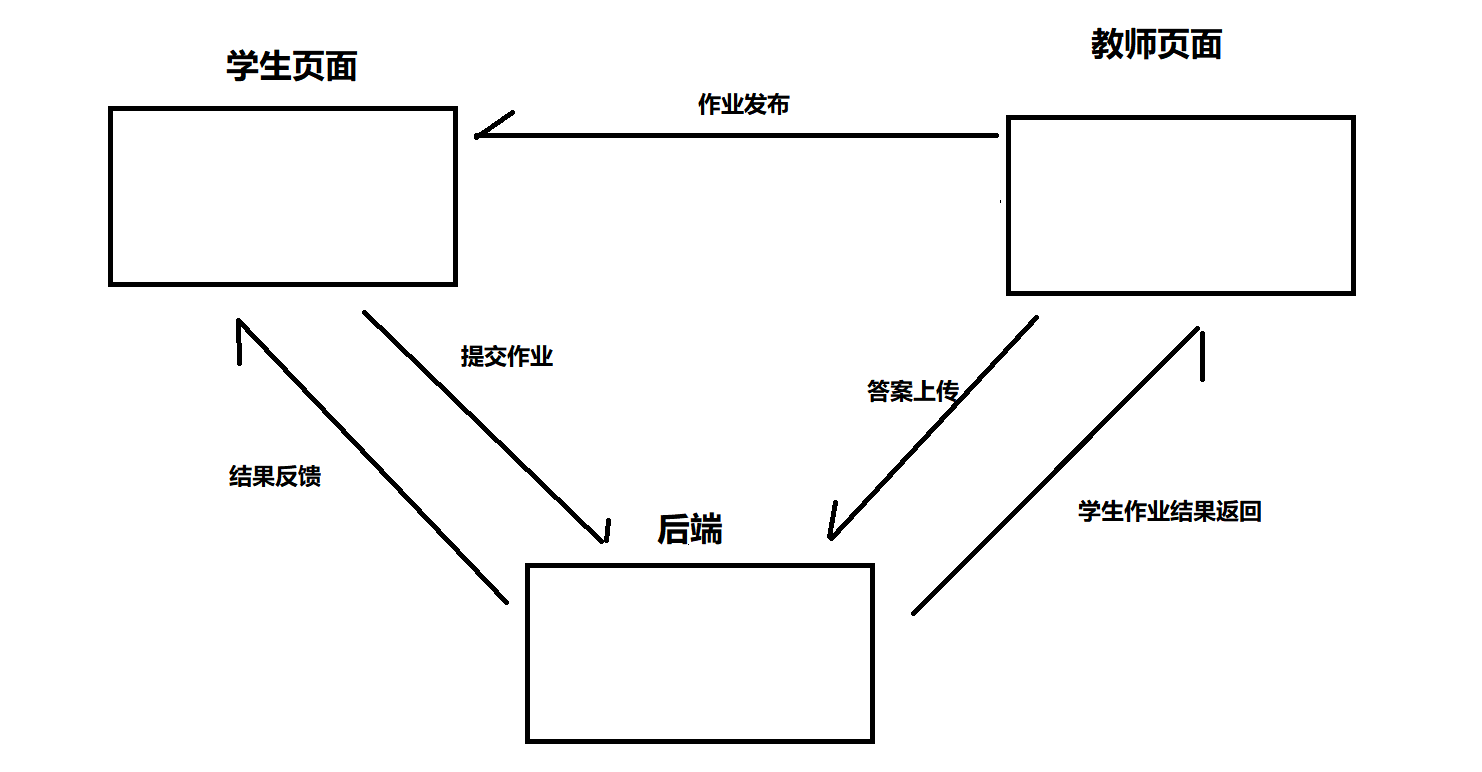 学生页面
教师页面
作业发布
提交作业
答案上传
结果反馈
学生作业结果返回
后端